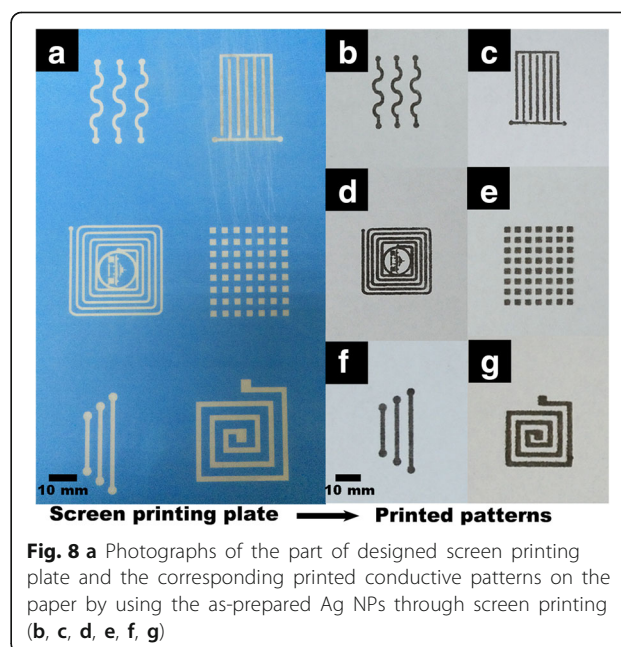 a
b
c
d
e
f
g
10 mm
10 mm
Screen printing plate → Printed patterns
Fig. 8 a Photographs of the part of designed screen printing
plate and the corresponding printed conductive patterns on the
paper by using the as-prepared Ag NPs through screen printing
(b, c, d, e, f, g)